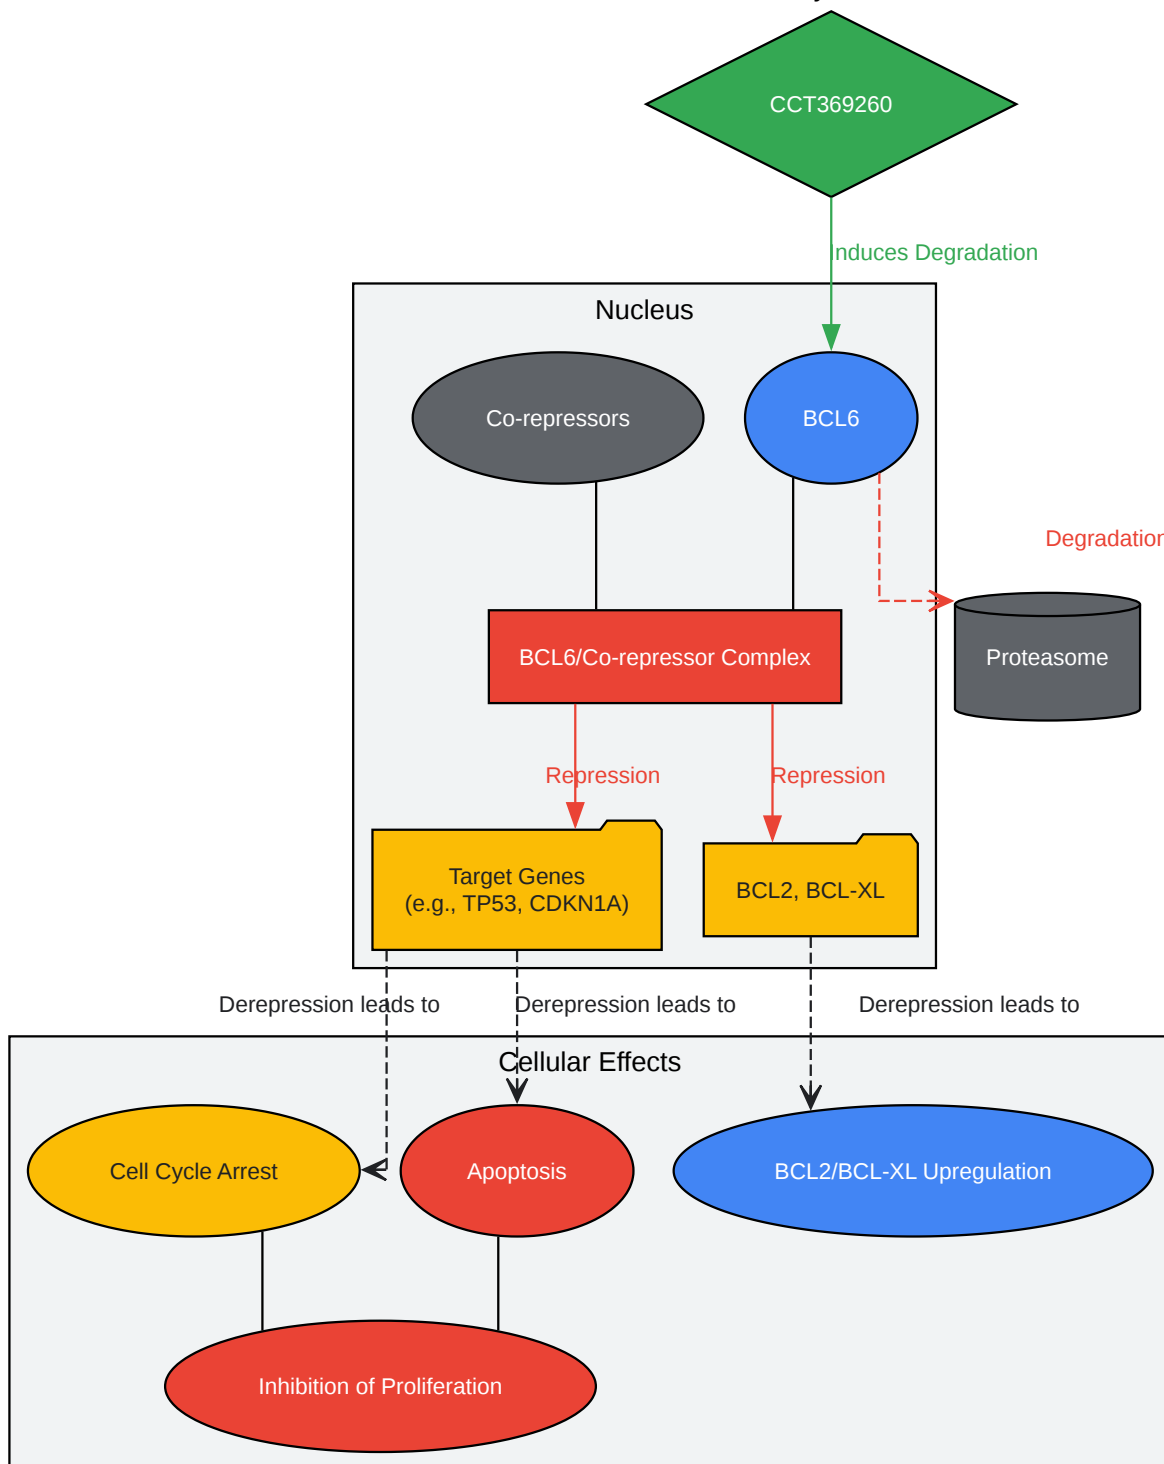 CCT369260
Induces Degradation
Nucleus
Co-repressors
BCL6
Degradation
BCL6/Co-repressor Complex
Proteasome
Repression
Repression
Target Genes
(e.g., TP53, CDKN1A)
BCL2, BCL-XL
Derepression leads to
Derepression leads to
Derepression leads to
Cellular Effects
Cell Cycle Arrest
Apoptosis
BCL2/BCL-XL Upregulation
Inhibition of Proliferation